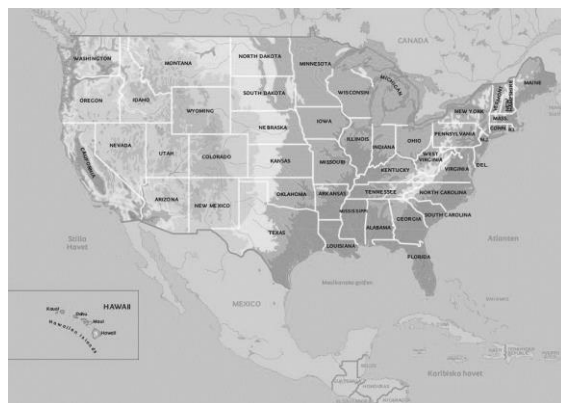 CANADA
WASHINGTON
MONTANA
NORTH DAKOTA
MINNESOTA
MAINE
VERMONT
MICHIGAN
OREGON
IDAHO
SOUTH DAKOTA
WISCONSIN
NEW YORK
MASS.
WYOMING
IOWA
CONN.
R.I.
NEBRASKA
PENNSYLVANIA
N.J.
NEVADA
UTAH
COLORADO
ILLINOIS
INDIANA
OHIO
KANSAS
MISSOURI
WEST
VIRGINIA
DEL.
CALIFORNIA
KENTUCKY
VIRGINIA
ARIZONA
NEW MEXICO
OKLAHOMA
ARKANSAS
TENNESSEE
NORTH CAROLINA
MISSISSIPPI
SOUTH CAROLINA
TEXAS
ALABAMA
GEORGIA
Stilla
Havet
LOUISIANA
Atlanten
FLORIDA
MEXICO
HAWAII
Kauai
Oahu
Maui
Hawaii
Hawaiian Islands
Karibiska havet